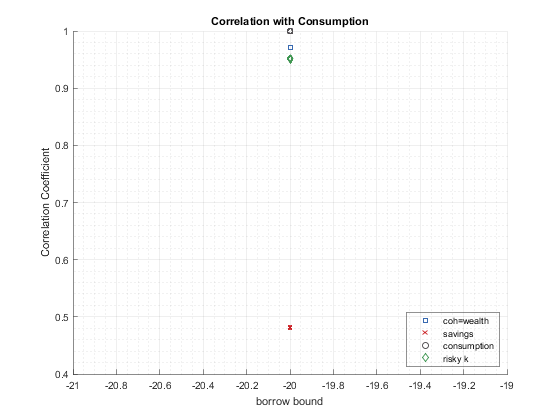 Correlation with Consumption
1
0.9
0.8
0.7
0.6
0.5
0.4
Correlation Coefficient
-21
-20.8
-20.6
-20.4
-20.2
-20
-19.8
-19.6
-19.4
-19.2
-19
borrow bound
coh=wealth
savings
consumption
risky k